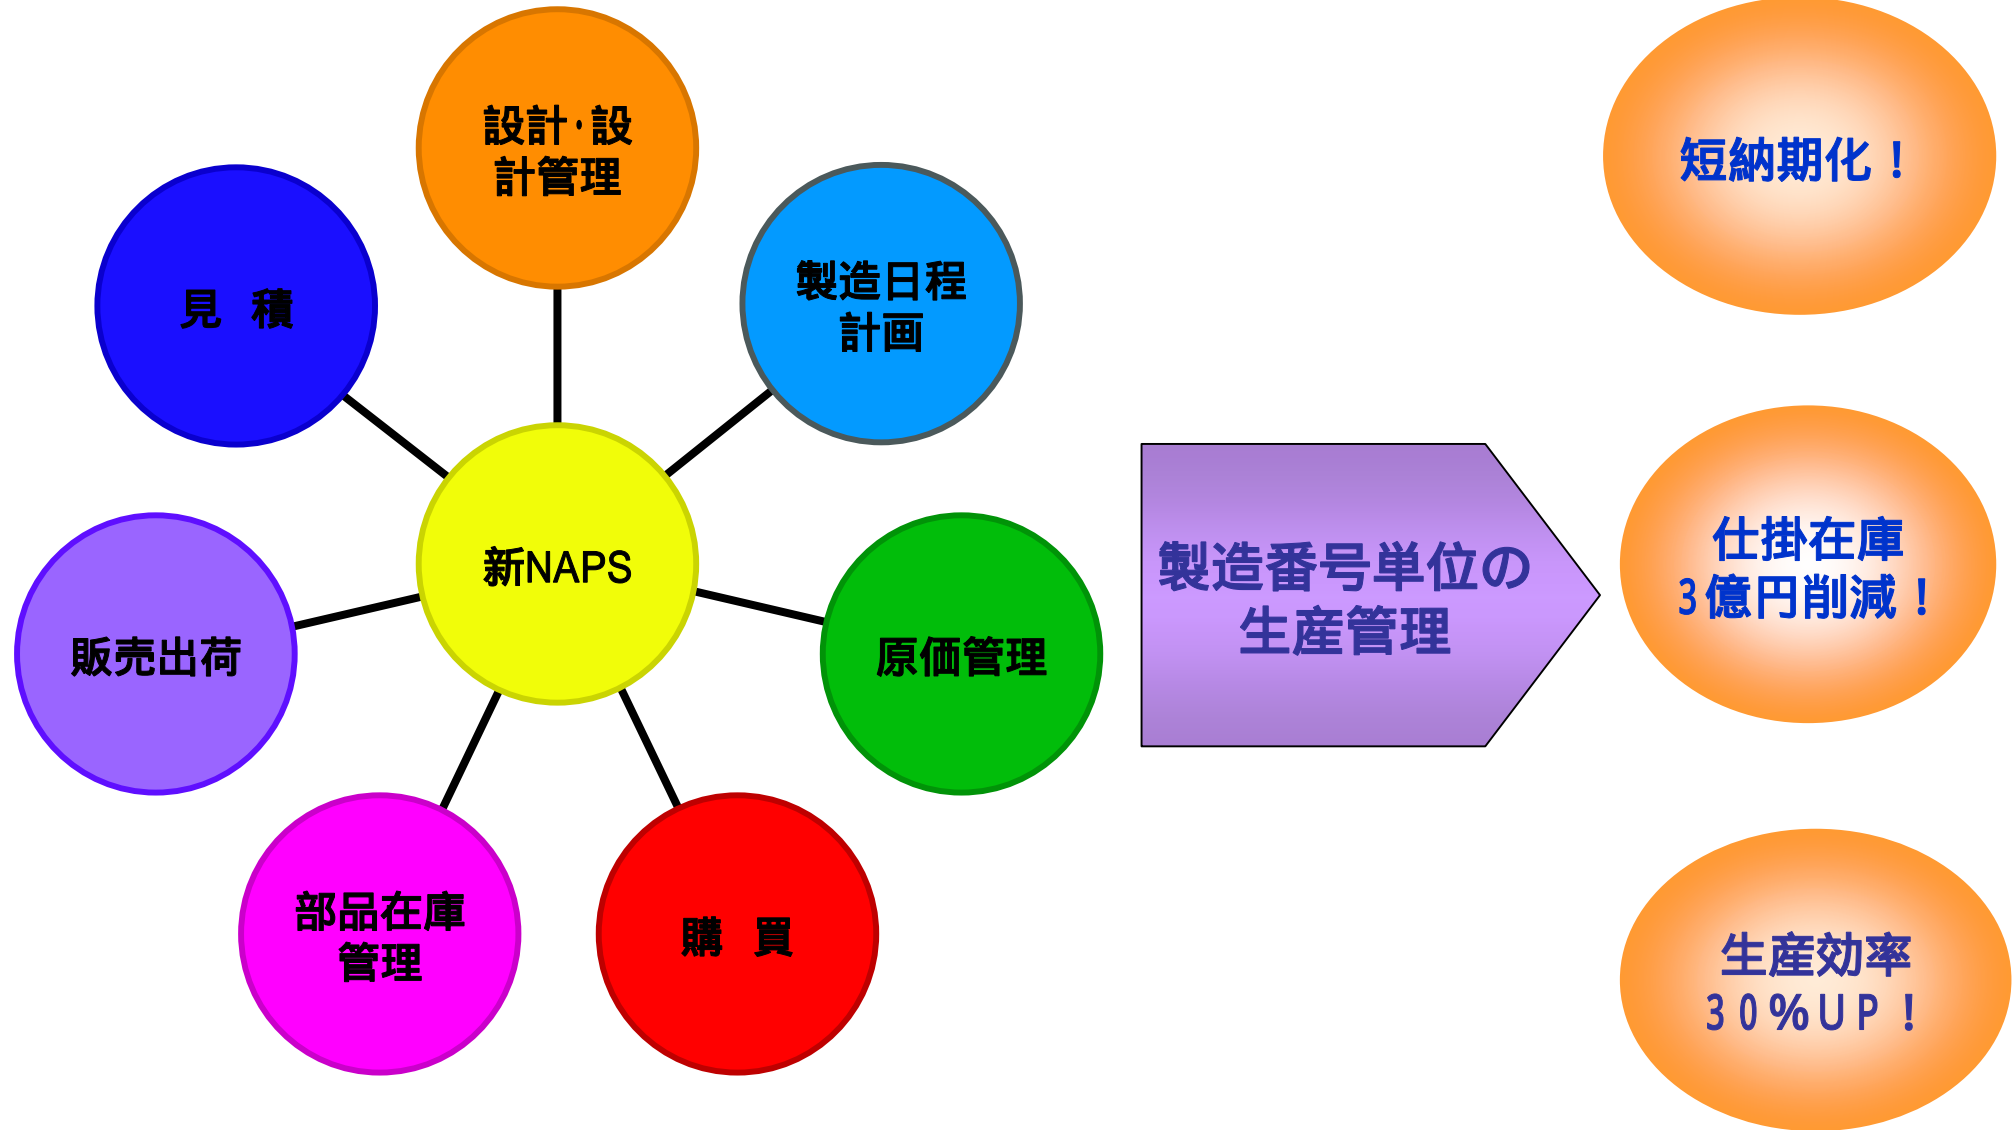 設計・設
計管理
製造日程
計画
見　積
新NAPS
原価管理
販売出荷
部品在庫
管理
購　買
製造番号単位の
生産管理
短納期化！
仕掛在庫
3億円削減！
生産効率
３０％ＵＰ！